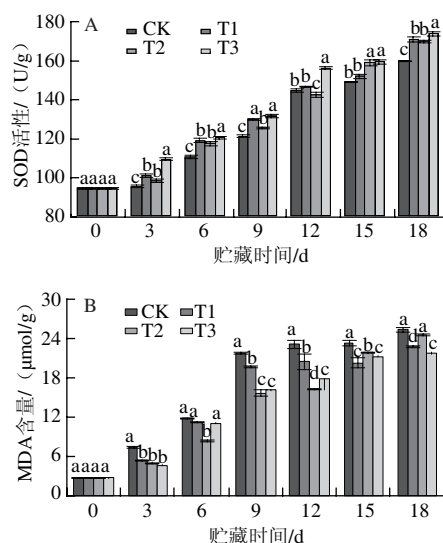 A
CK T1
T2 T3
SOD活性/（U/g）
180
160
140
120
100
80
aaaa
c b b a
c b b a
c a b a
b b c a
c b a a
c b b a
0 3 6 9 12 15 18
贮藏时间/d
B
CK T1
T2 T3
MDA含量/（μmol/g）
30
24
18
12
6
0
aaaa
a b b b
a a b a
a b c c
a b d c
a c b c
a d a c
0 3 6 9 12 15 18
贮藏时间/d